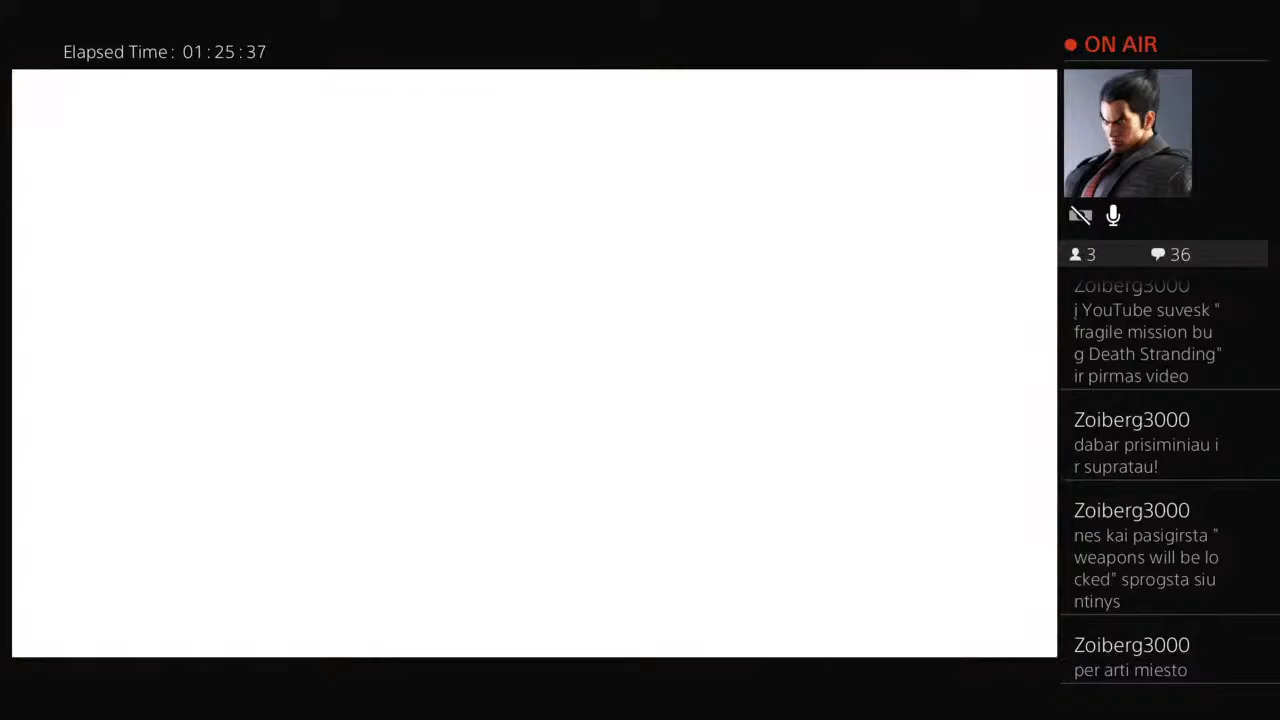 Elapsed Time: 01:25:37
ON AIR
3 36
Zoiberg3000
į YouTube suvesk "
fragile mission bu
g Death Stranding"
ir pirmas video
Zoiberg3000
dabar prisiminiau i
r supratau!
Zoiberg3000
nes kai pasigirsta "
weapons will be lo
cked" sprogsta siu
ntinys
Zoiberg3000
per arti miesto